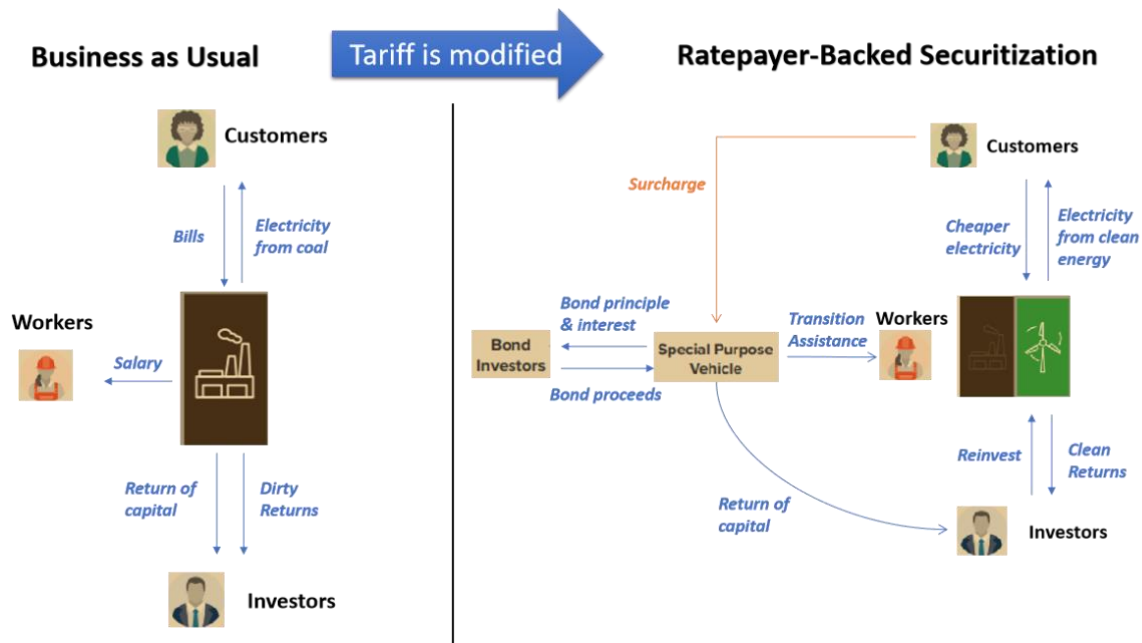 Business as Usual
Tariff is modified
Ratepayer-Backed Securitization
Customers
Bills
Electricity
from coal
Workers
Salary
Return of
capital
Dirty
Returns
Investors
Customers
Surcharge
Cheaper
electricity
Electricity
from clean
energy
Bond principle
& interest
Bond
Investors
Bond proceeds
Special Purpose
Vehicle
Transition
Assistance
Workers
Return of
capital
Reinvest
Clean
Returns
Investors